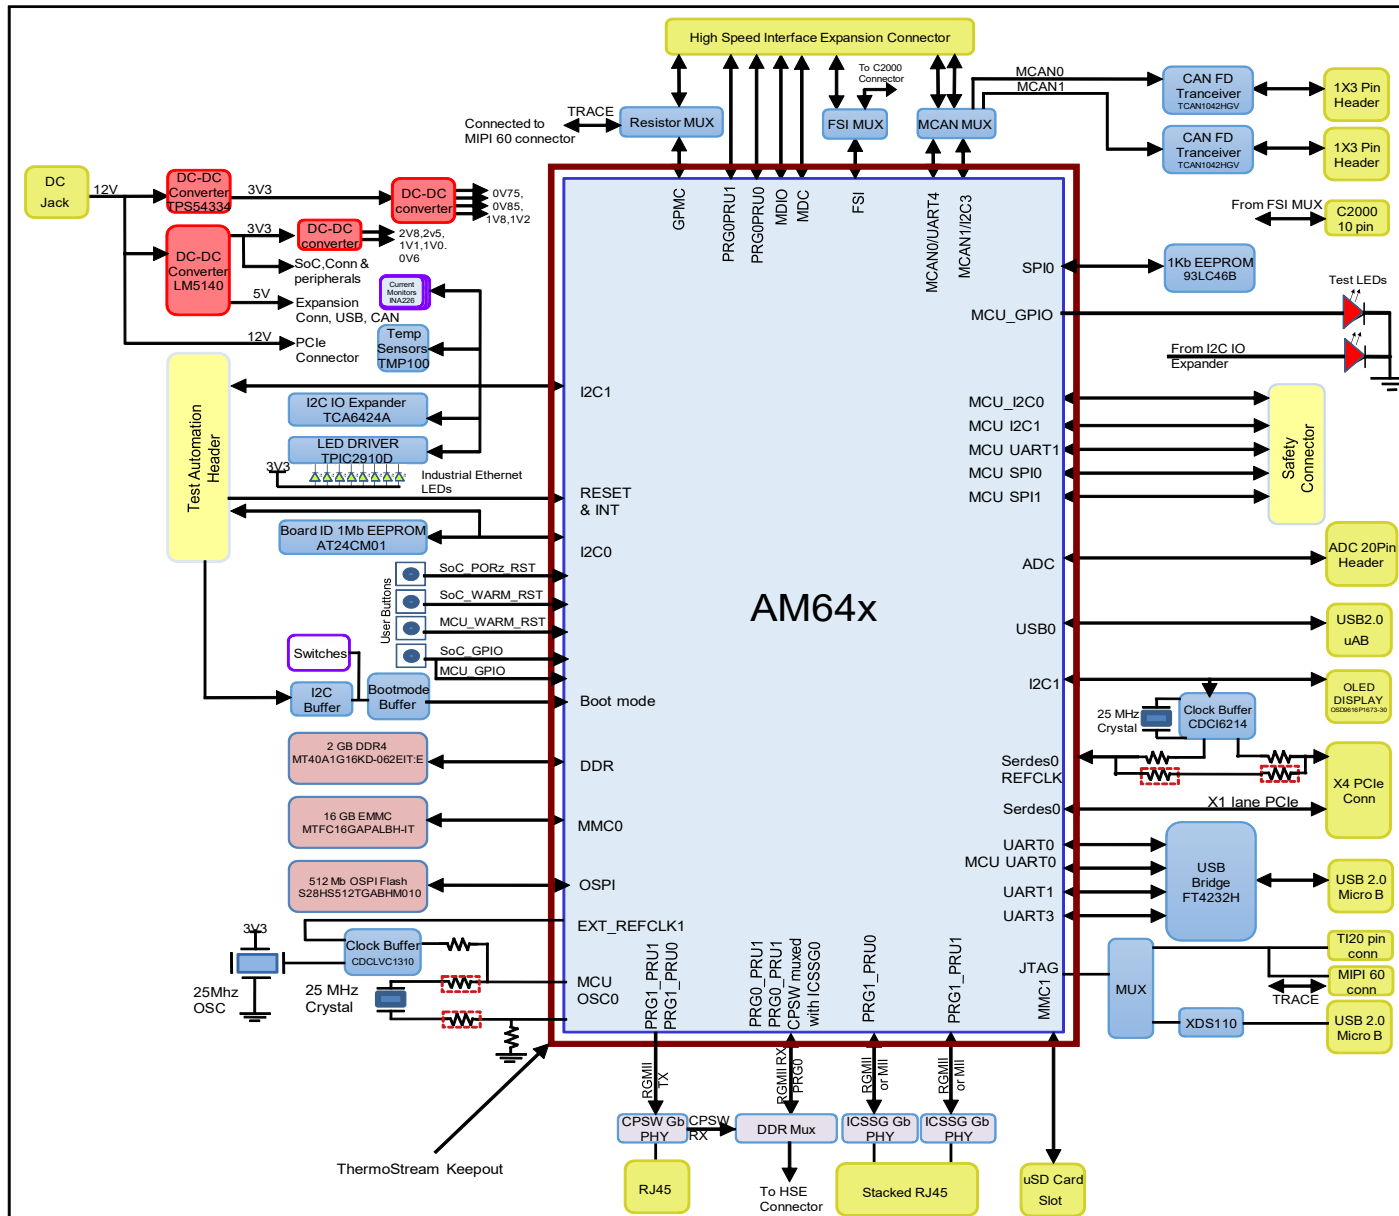 High Speed Interface Expansion Connector
To C2000
Connector
MCAN0
MCAN1
CAN FD
Tranceiver
TCAN1042HGV
1X3 Pin
Header
TRACE
Connected to
MIPI 60 connector
Resistor MUX
FSI MUX
MCAN MUX
CAN FD
Tranceiver
TCAN1042HGV
1X3 Pin
Header
DC
Jack
12V
DC-DC
Converter
TPS54334
3V3
DC-DC
converter
0V75,
0V85,
1V8,1V2
GPMC
PRG0PRU1
PRG0PRU0
MDIO
MDC
FSI
MCAN0/UART4
MCAN1/I2C3
From FSI MUX
C2000
10 pin
DC-DC
Converter
LM5140
3V3
DC-DC
converter
2V8,2v5,
1V1,1V0.
0V6
SoC,Conn &
peripherals
5V
Expansion
Conn, USB, CAN
12V
PCIe
Connector
Current
Monitors
INA226
Temp
Sensors
TMP100
SPI0
1Kb EEPROM
93LC46B
Test LEDs
MCU_GPIO
From I2C IO
Expander
Test Automation
Header
I2C1
I2C IO Expander
TCA6424A
LED DRIVER
TPIC2910D
3V3
Industrial Ethernet
LEDs
RESET
& INT
Board ID 1Mb EEPROM
AT24CM01
I2C0
MCU_I2C0
MCU I2C1
MCU UART1
MCU SPI0
MCU SPI1
Safety
Connector
ADC
ADC 20Pin
Header
AM64x
User Buttons
SoC_PORz_RST
SoC_WARM_RST
MCU_WARM_RST
SoC_GPIO
MCU_GPIO
USB0
USB2.0
uAB
Switches
I2C
Buffer
Bootmode
Buffer
Boot mode
I2C1
OLED
DISPLAY
OSD9616P1673-30
25 MHz
Crystal
Clock Buffer
CDCI6214
2 GB DDR4
MT40A1G16KD-062EIT:E
DDR
Serdes0
REFCLK
X4 PCIe
Conn
Serdes0
X1 lane PCIe
16 GB EMMC
MTFC16GAPALBH-IT
MMC0
UART0
MCU UART0
UART1
UART3
USB
Bridge
FT4232H
USB 2.0
Micro B
512 Mb OSPI Flash
S28HS512TGABHM010
OSPI
EXT_REFCLK1
3V3
25Mhz
OSC
Clock Buffer
CDCLVC1310
25 MHz
Crystal
MCU
OSC0
PRG1_PRU1
PRG1_PRU0
PRG0_PRU1
PRG0_PRU1
CPSW muxed
with ICSSG0
PRG1_PRU0
PRG1_PRU1
JTAG
MMC1
MUX
TI20 pin
conn
MIPI 60
conn
TRACE
XDS110
USB 2.0
Micro B
RGMII
TX
RGMII RX
PRG0
RGMII
or MII
RGMII
or MII
CPSW Gb
PHY
CPSW
RX
DDR Mux
ICSSG Gb
PHY
ICSSG Gb
PHY
ThermoStream Keepout
RJ45
To HSE
Connector
Stacked RJ45
uSD Card
Slot